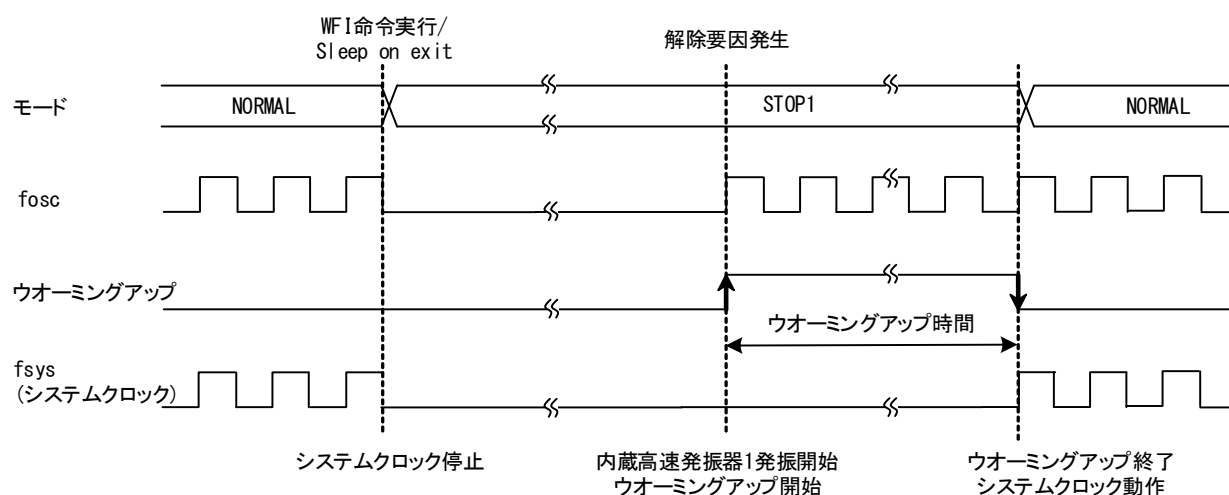 WFI命令実行/
Sleep on exit
解除要因発生
モード
NORMAL
STOP1
NORMAL
fosc
ウオーミングアップ
ウオーミングアップ時間
fsys
(システムクロック)
システムクロック停止
内蔵高速発振器1発振開始
ウオーミングアップ開始
ウオーミングアップ終了
システムクロック動作